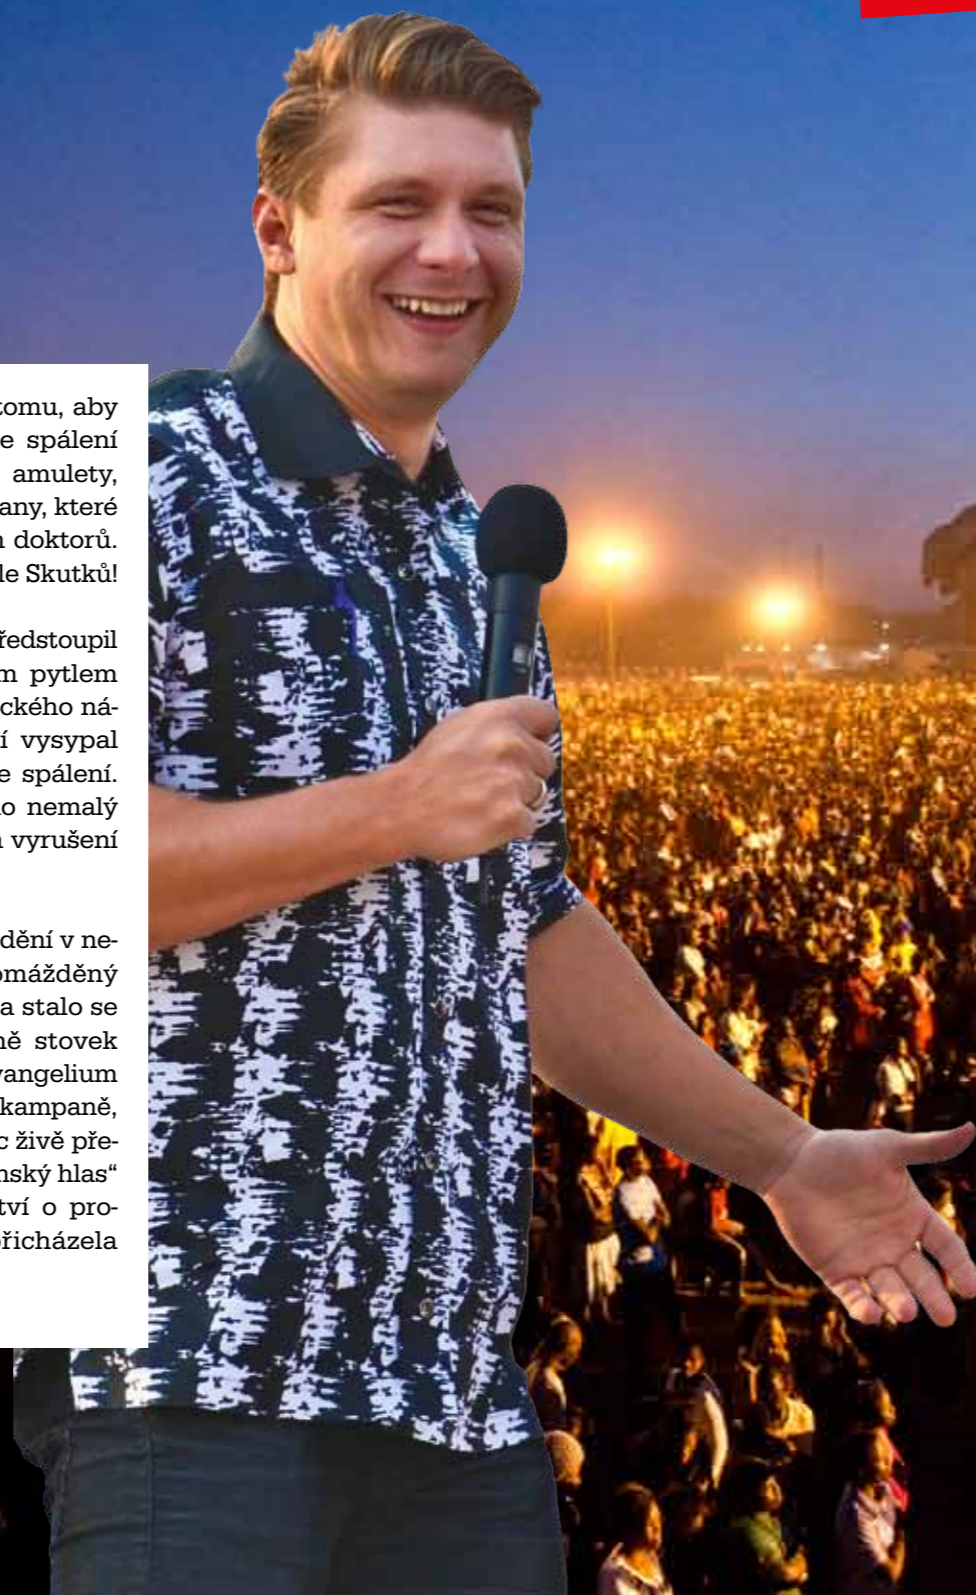 tomu, aby
e spálení
amulety,
any, které
doktorů.
le Skutků!
ředstoupil
m pytlem
ického ná-
í vysypal
e spálení.
o nemalý
vyrušení
dění v ne-
omážděný
a stalo se
ně stovek
vangelium
kampaně,
c živě pře-
nský hlas“
tví o pro-
řicházela